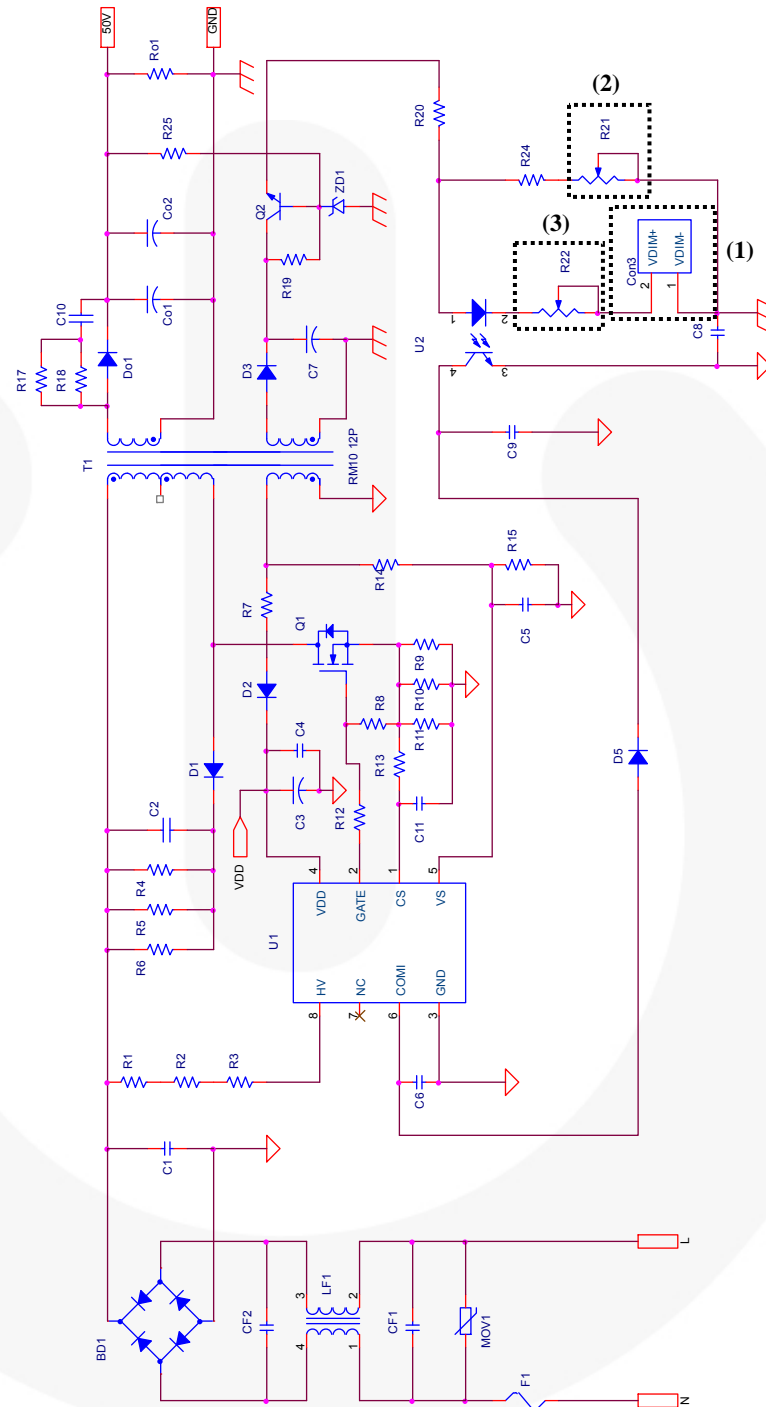 50V
GND
Ro1
R25
Co2
Co1
C10
R17
R18
Do1
T1
Q2
ZD1
R19
C7
D3
RM10 12P
R20
R24
(2)
R21
(3)
R22
(1)
Con3
VDIM+
VDIM-
2
1
C8
U2
1
2
4
3
C9
R7
R14
R15
C5
Q1
D2
D1
C4
C3
R8
R9
R10
R11
R13
R12
C11
D5
C2
R4
R5
R6
VDD
4
2
1
5
VDD
GATE
CS
VS
U1
HV
NC
COMI
GND
8
7
6
3
R1
R2
R3
C6
C1
BD1
CF2
LF1
3
4
2
1
CF1
MOV1
F1
L
N